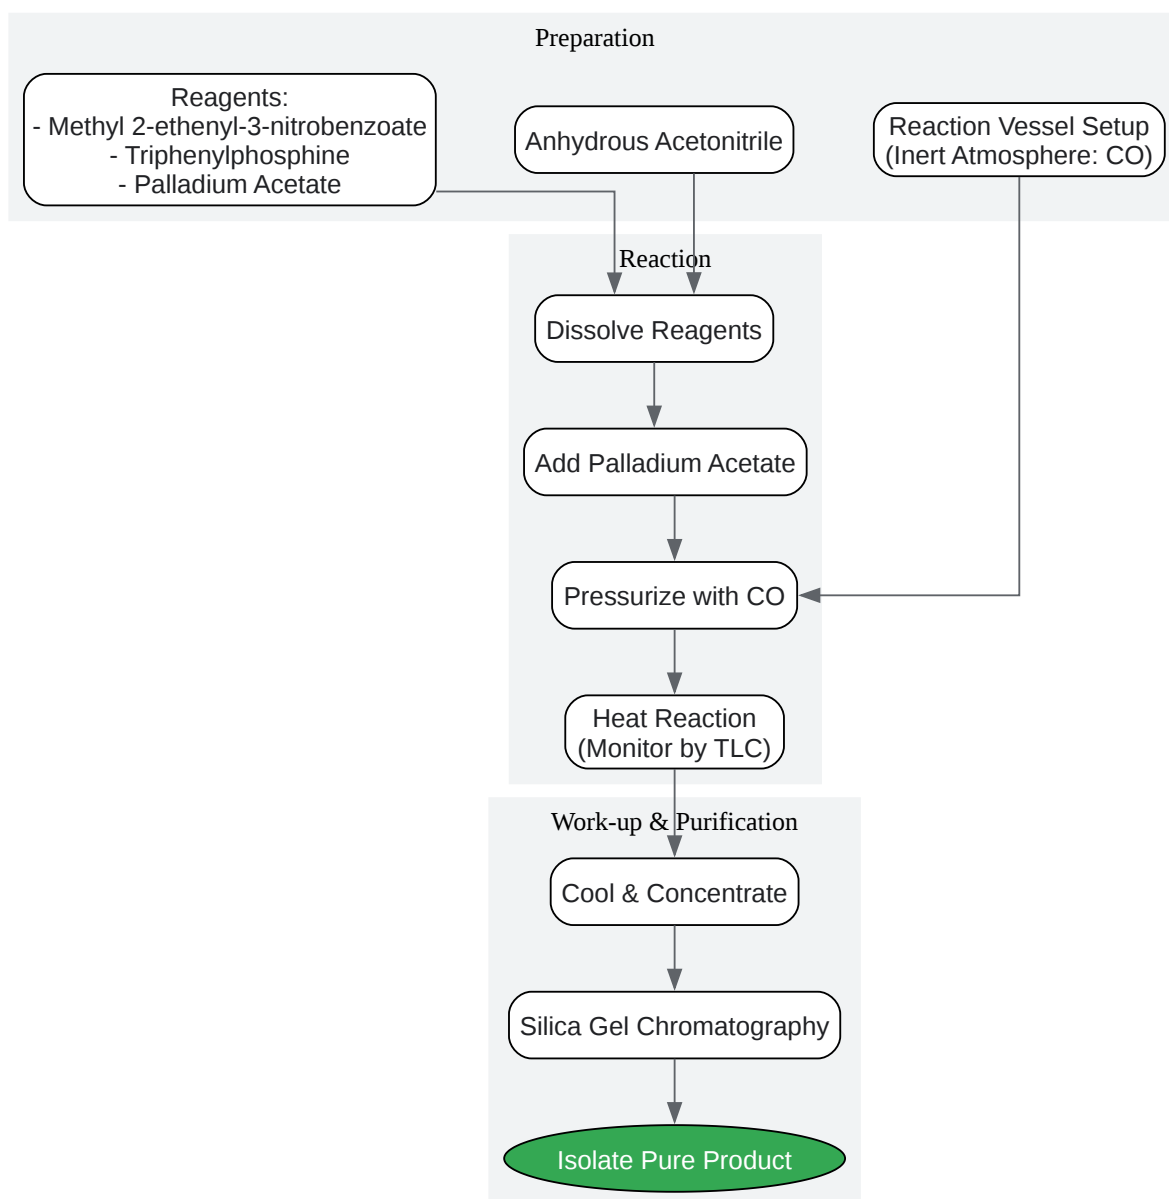 Preparation
Reagents:
- Methyl 2-ethenyl-3-nitrobenzoate
- Triphenylphosphine
- Palladium Acetate
Anhydrous Acetonitrile
Reaction Vessel Setup
(Inert Atmosphere: CO)
Reaction
Dissolve Reagents
Add Palladium Acetate
Pressurize with CO
Heat Reaction
(Monitor by TLC)
Work-up & Purification
Cool & Concentrate
Silica Gel Chromatography
Isolate Pure Product